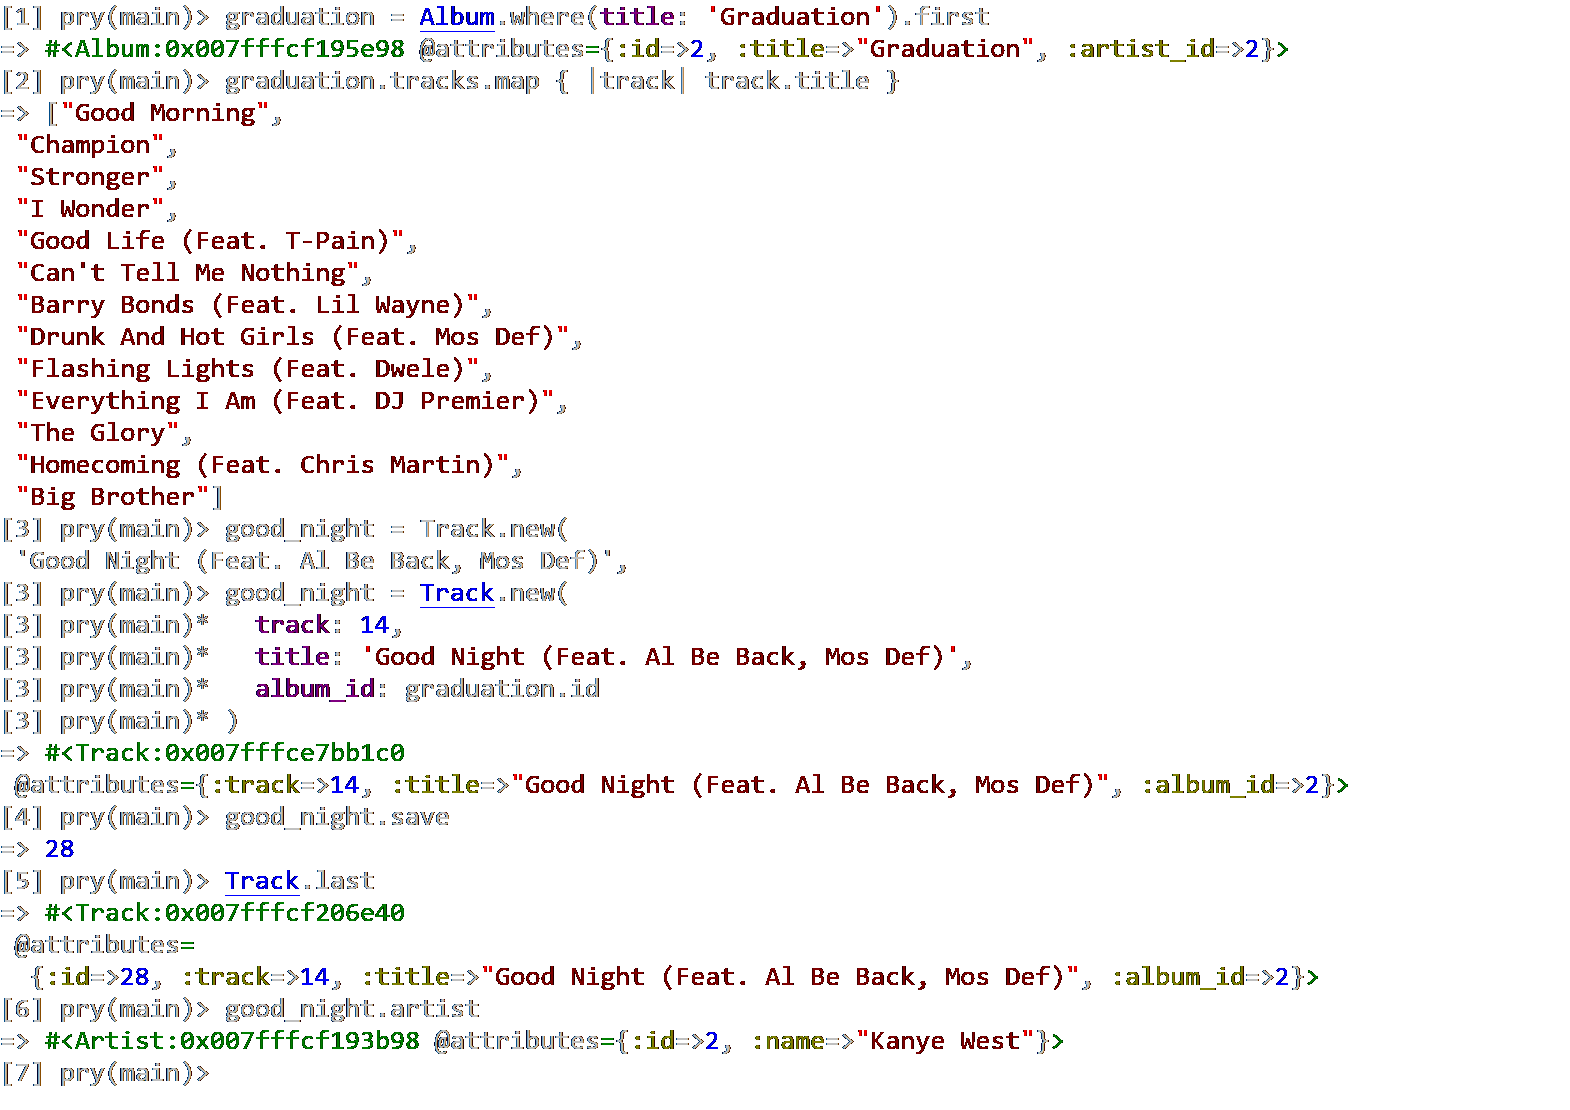 [1] pry(main)> graduation = Album.where(title: 'Graduation').first
=> #<Album:0x007fffcf195e98 @attributes={:id=>2, :title=>"Graduation", :artist_id=>2}>
[2] pry(main)> graduation.tracks.map { |track| track.title }
=> ["Good Morning",
 "Champion",
 "Stronger",
 "I Wonder",
 "Good Life (Feat. T-Pain)",
 "Can't Tell Me Nothing",
 "Barry Bonds (Feat. Lil Wayne)",
 "Drunk And Hot Girls (Feat. Mos Def)",
 "Flashing Lights (Feat. Dwele)",
 "Everything I Am (Feat. DJ Premier)",
 "The Glory",
 "Homecoming (Feat. Chris Martin)",
 "Big Brother"]
[3] pry(main)> good_night = Track.new(
 'Good Night (Feat. Al Be Back, Mos Def)',
[3] pry(main)> good_night = Track.new(
[3] pry(main)*   track: 14,
[3] pry(main)*   title: 'Good Night (Feat. Al Be Back, Mos Def)',
[3] pry(main)*   album_id: graduation.id
[3] pry(main)* )
=> #<Track:0x007fffce7bb1c0
 @attributes={:track=>14, :title=>"Good Night (Feat. Al Be Back, Mos Def)", :album_id=>2}>
[4] pry(main)> good_night.save
=> 28
[5] pry(main)> Track.last
=> #<Track:0x007fffcf206e40
 @attributes=
  {:id=>28, :track=>14, :title=>"Good Night (Feat. Al Be Back, Mos Def)", :album_id=>2}>
[6] pry(main)> good_night.artist
=> #<Artist:0x007fffcf193b98 @attributes={:id=>2, :name=>"Kanye West"}>
[7] pry(main)>